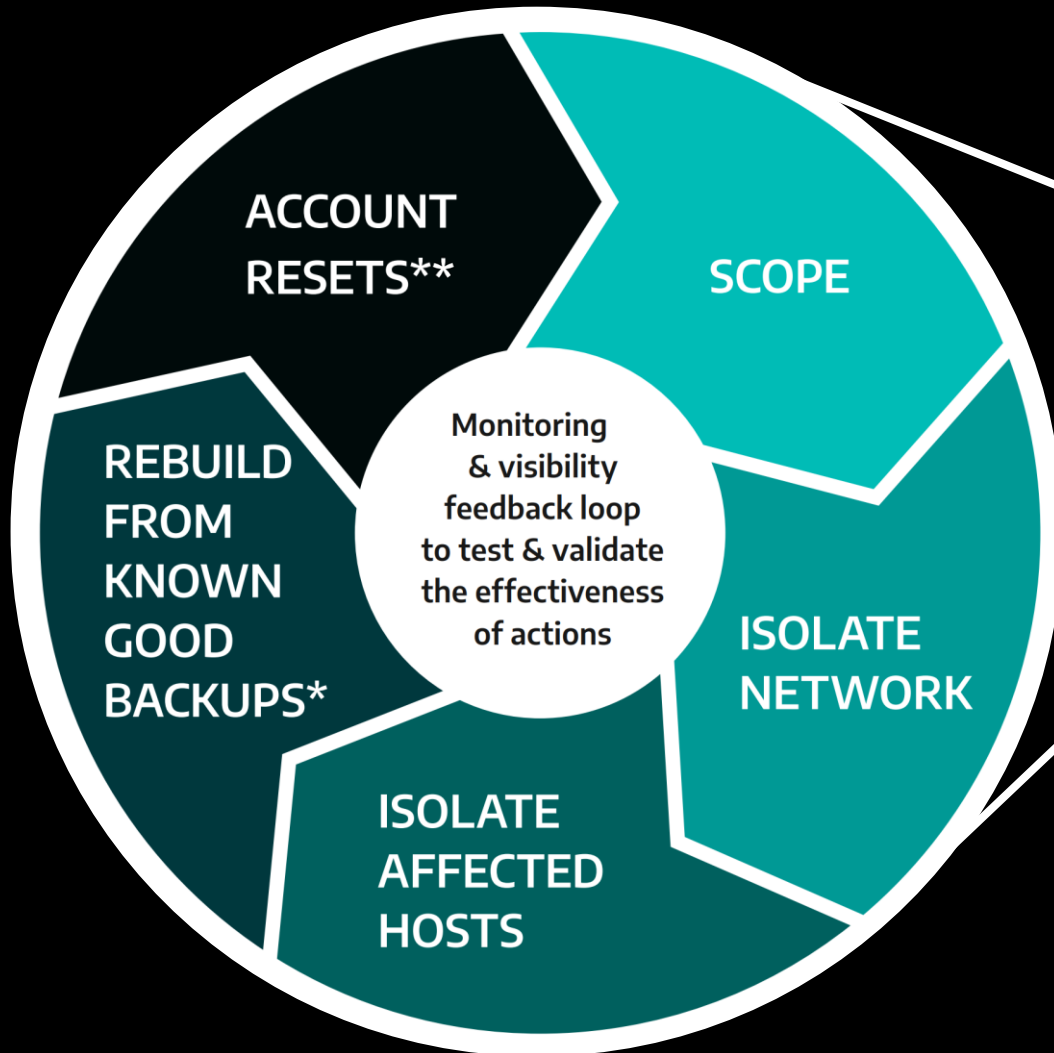 ACCOUNT
RESETS**
SCOPE
Monitoring
& visibility
feedback loop
to test & validate
the effectiveness
of actions
REBUILD
FROM
KNOWN
GOOD
BACKUPS*
ISOLATE
NETWORK
ISOLATE
AFFECTED
HOSTS